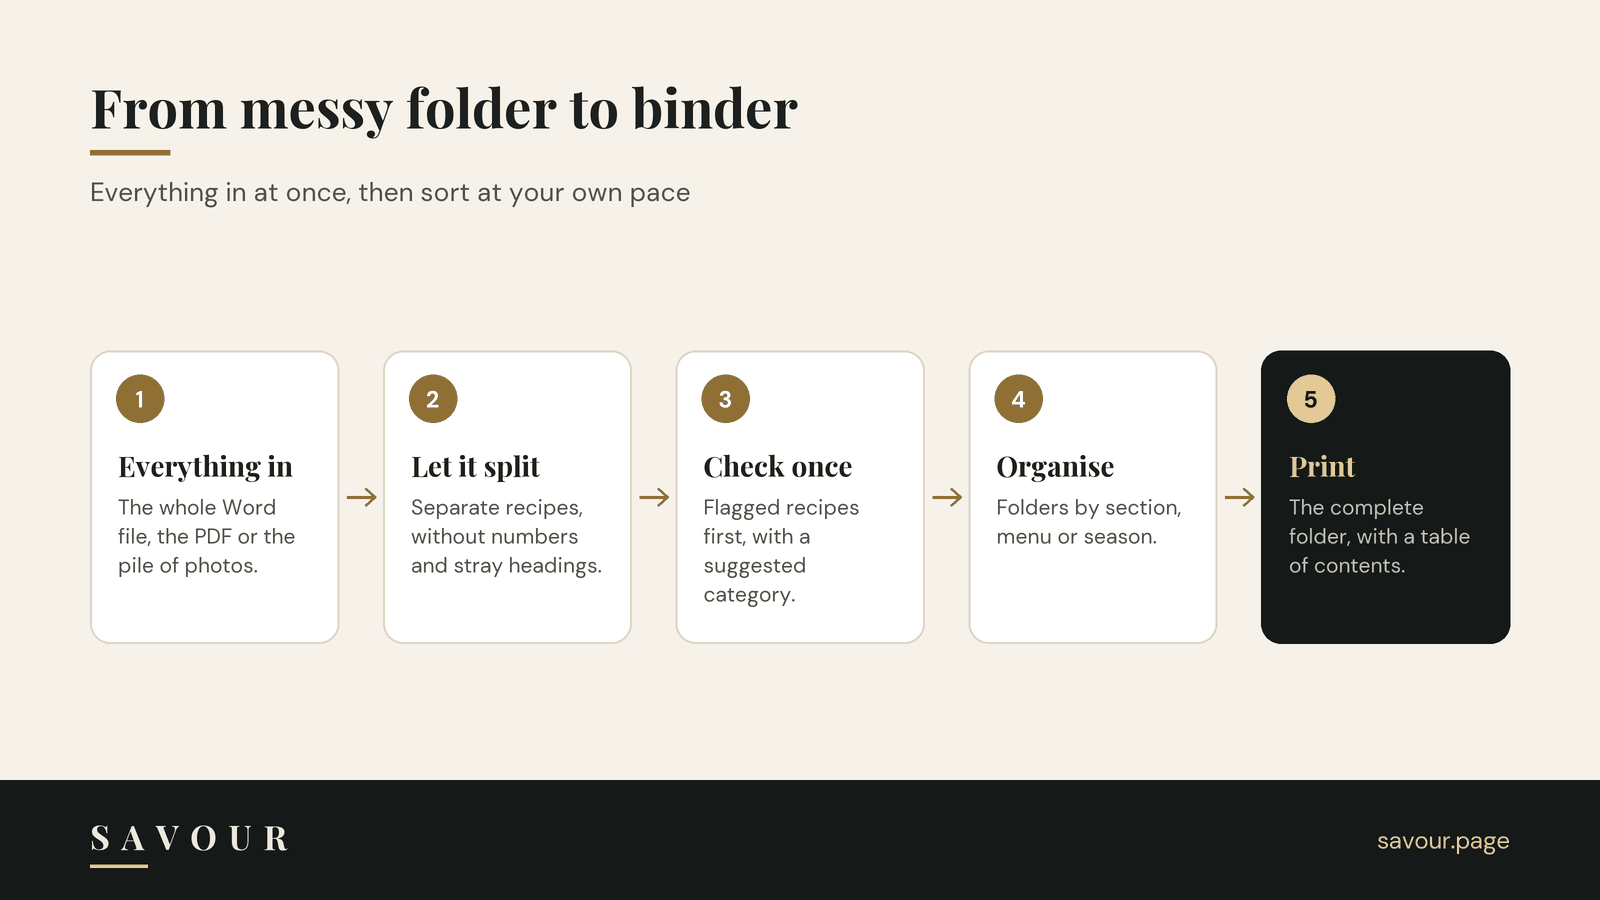 From messy folder to binder
Everything in at once, then sort at your own pace
1
Everything in
The whole Word
file, the PDF or the
pile of photos.
2
Let it split
Separate recipes,
without numbers
and stray headings.
3
Check once
Flagged recipes
first, with a
suggested
category.
4
Organise
Folders by section,
menu or season.
5
Print
The complete
folder, with a table
of contents.
SAVOUR
savour.page